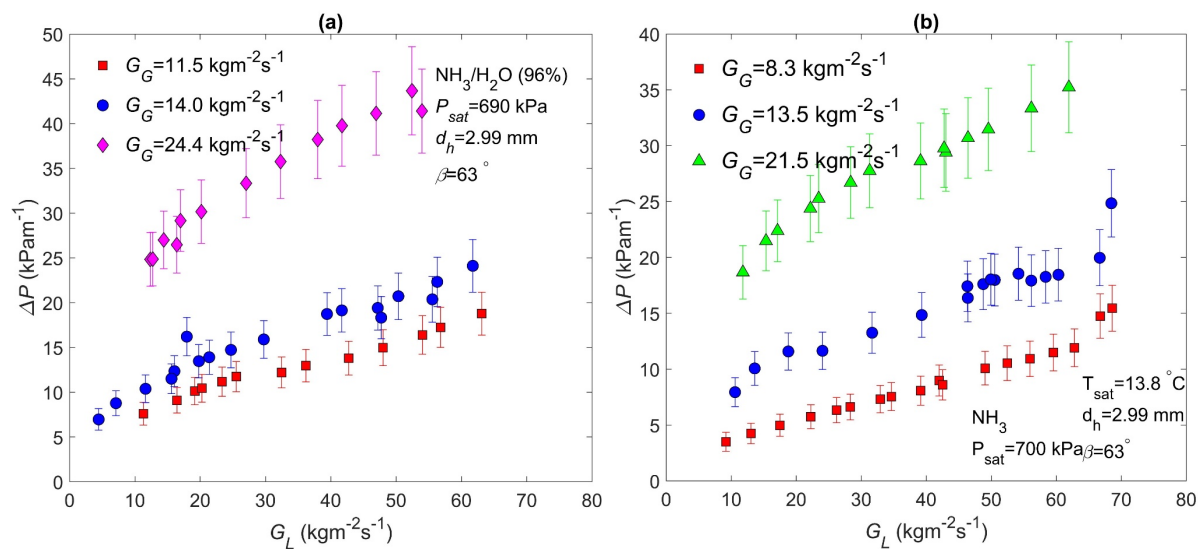 (a)
50
45
40
35
30
25
20
15
10
5
0
ΔP (kPam⁻¹)
G_G=11.5 kgm⁻²s⁻¹
G_G=14.0 kgm⁻²s⁻¹
G_G=24.4 kgm⁻²s⁻¹
NH₃/H₂O (96%)
P_sat=690 kPa
d_h=2.99 mm
β=63°
0 10 20 30 40 50 60 70 80
G_L (kgm⁻²s⁻¹)
(b)
40
35
30
25
20
15
10
5
0
ΔP (kPam⁻¹)
G_G=8.3 kgm⁻²s⁻¹
G_G=13.5 kgm⁻²s⁻¹
G_G=21.5 kgm⁻²s⁻¹
T_sat=13.8 °C
NH₃ d_h=2.99 mm
P_sat=700 kPa β=63°
0 10 20 30 40 50 60 70 80
G_L (kgm⁻²s⁻¹)